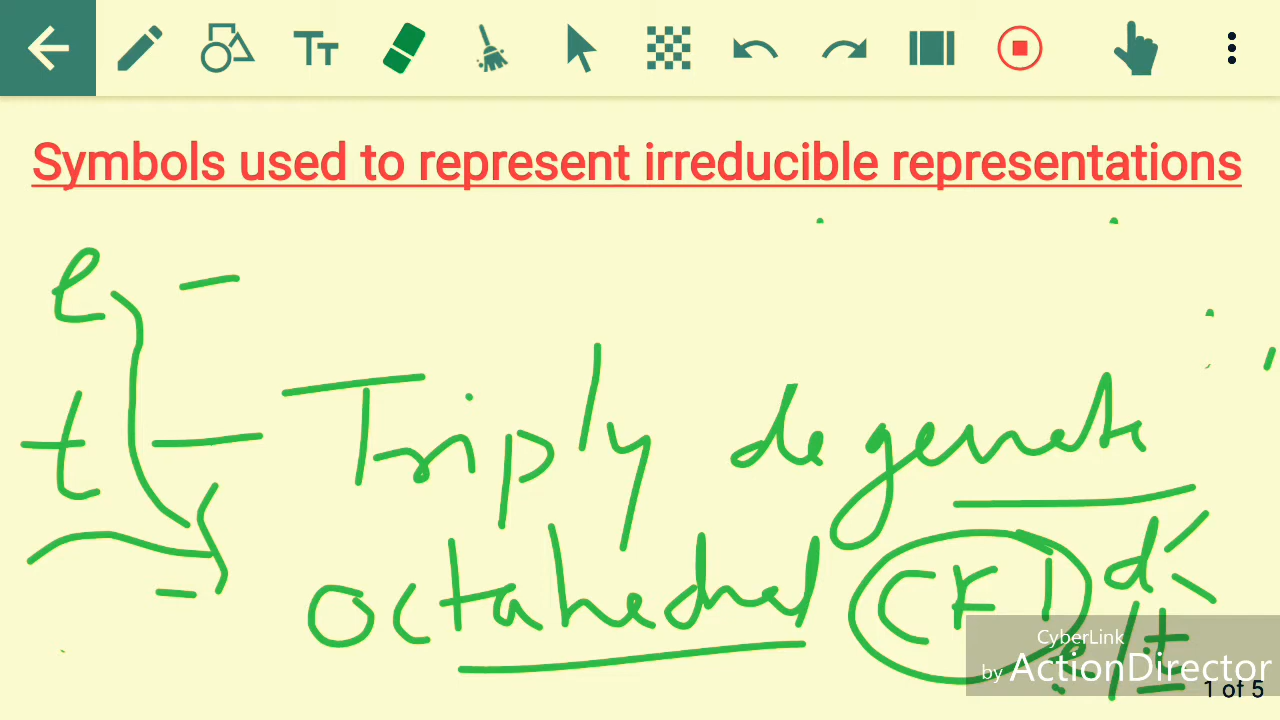 Symbols used to represent irreducible representations
e —
t — Triply degenerate
octahedral CF d
e/t
CyberLink
by ActionDirector
1 of 5